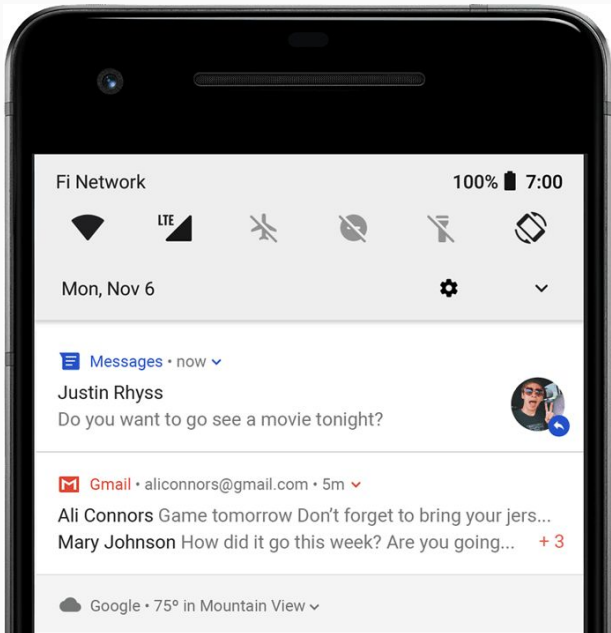 Fi Network 100% 7:00
LTE
Mon, Nov 6
Messages • now
Justin Rhyss
Do you want to go see a movie tonight?
Gmail • aliconnors@gmail.com • 5m
Ali Connors Game tomorrow Don't forget to bring your jers...
Mary Johnson How did it go this week? Are you going... + 3
Google • 75º in Mountain View